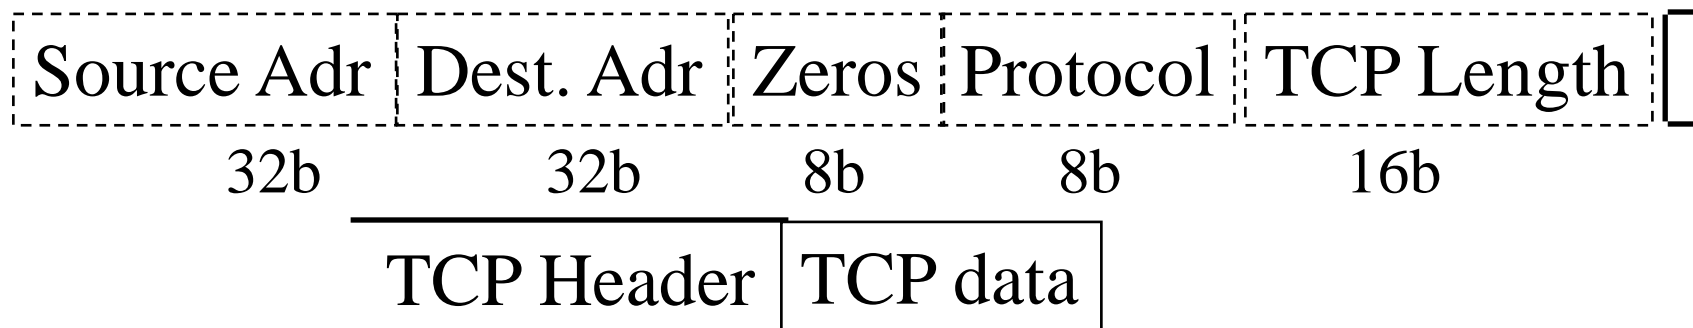 Source Adr Dest. Adr Zeros Protocol TCP Length
32b 32b 8b 8b 16b
TCP Header TCP data